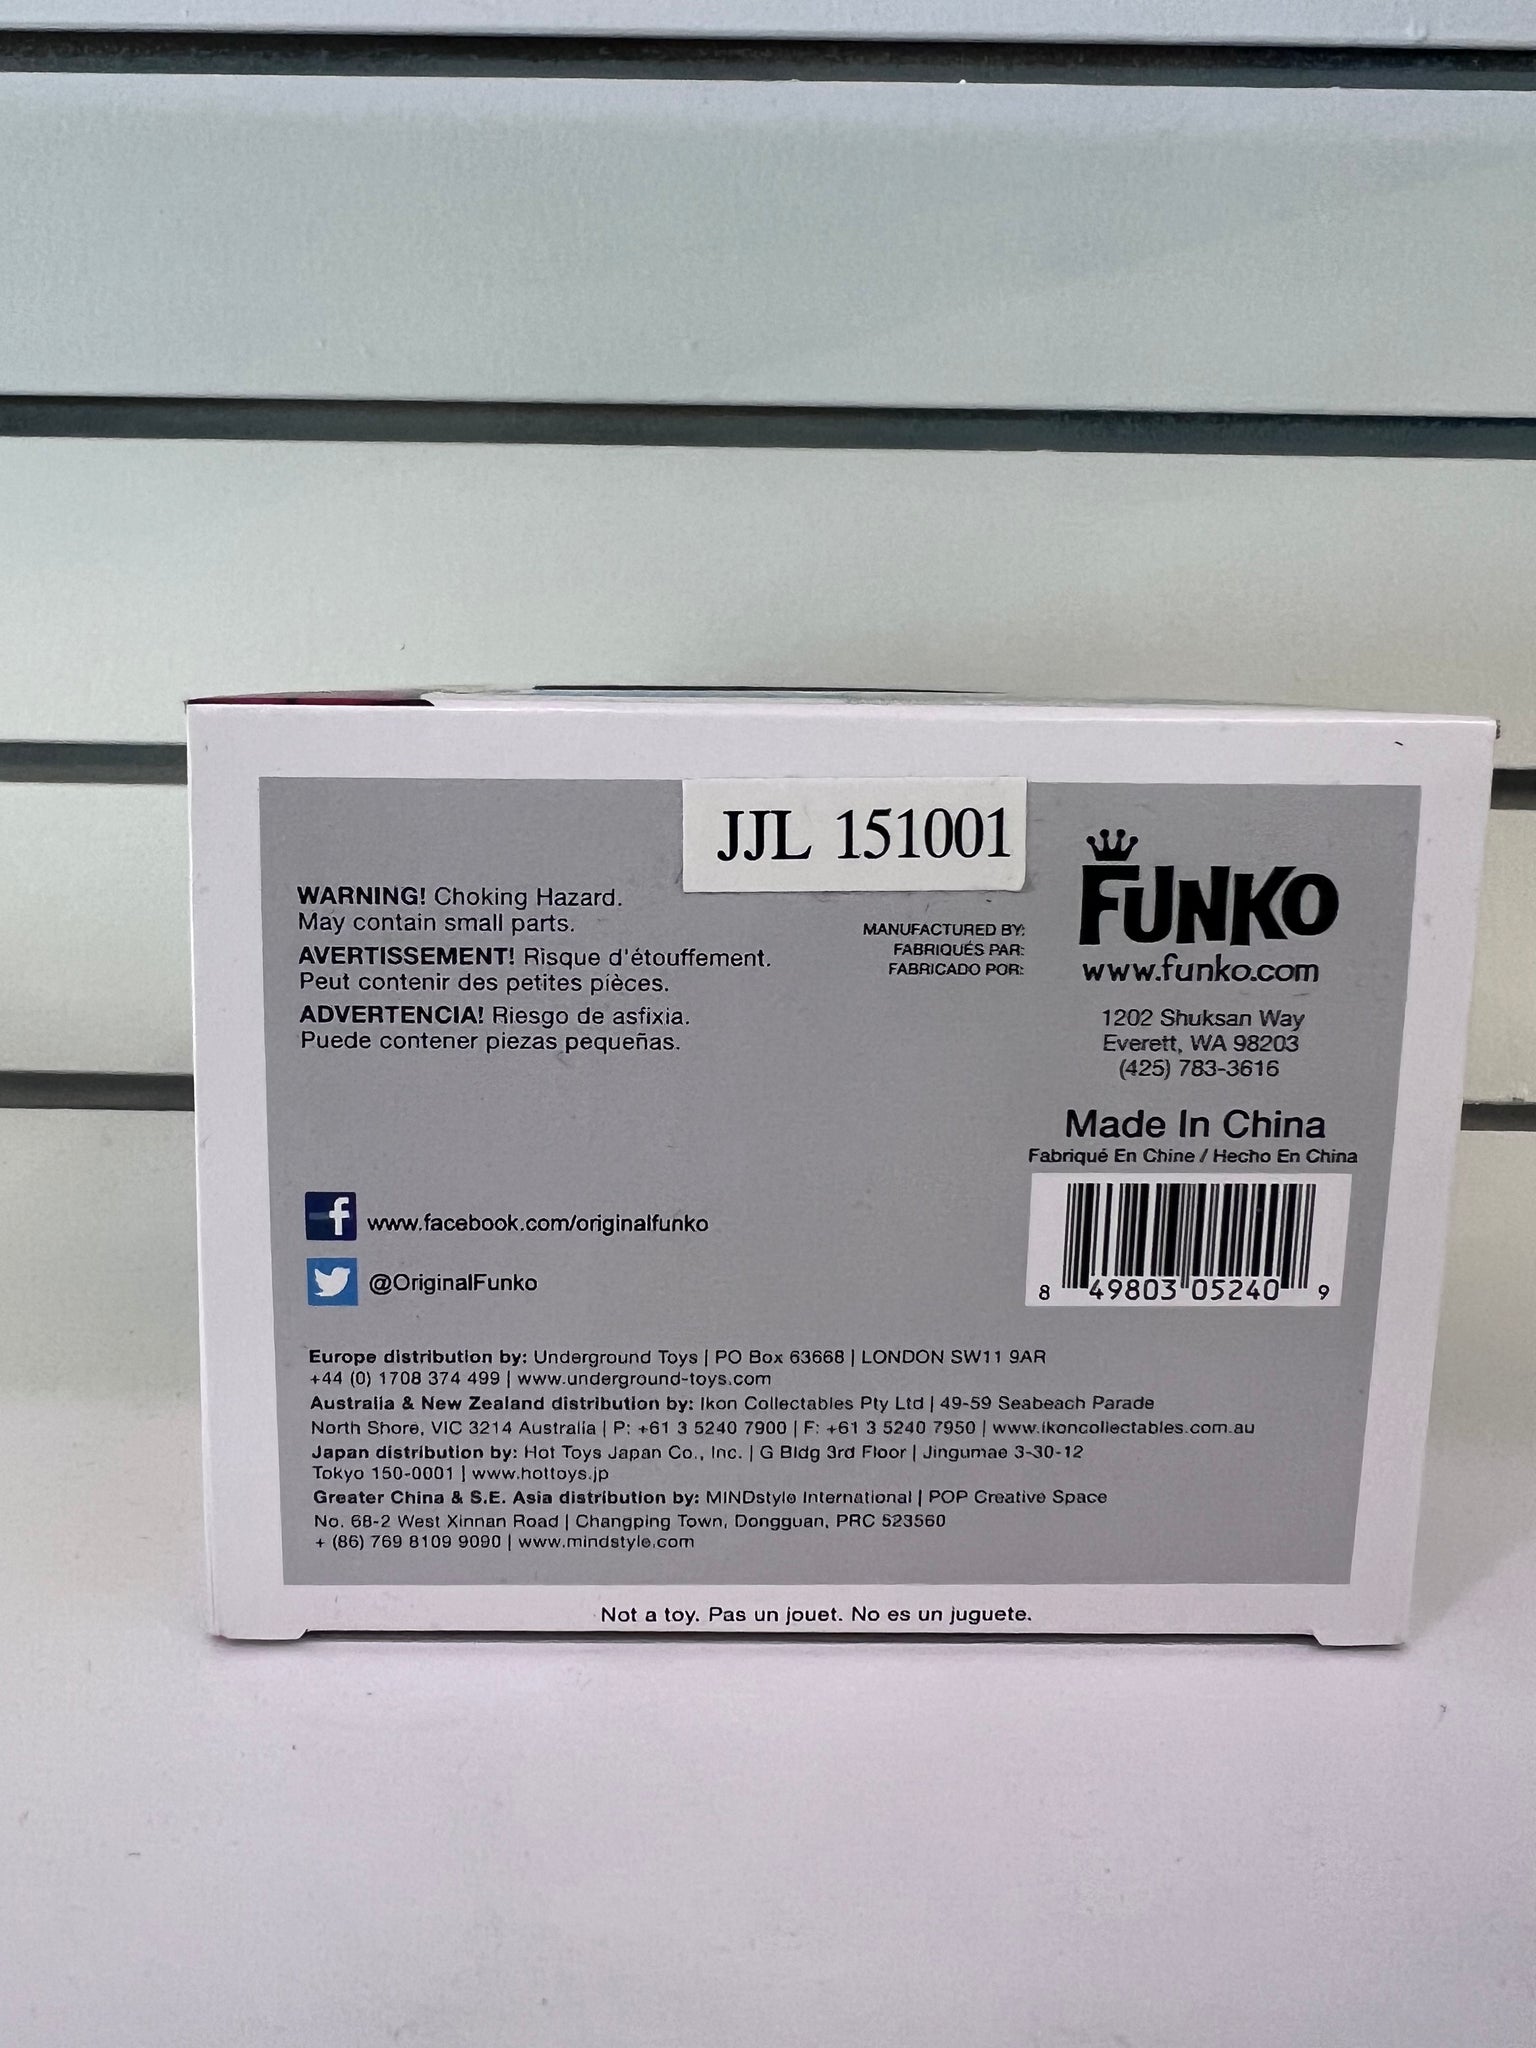 JJL 151001
WARNING! Choking Hazard.
May contain small parts.
AVERTISSEMENT! Risque d'étouffement.
Peut contenir des petites pièces.
ADVERTENCIA! Riesgo de asfixia.
Puede contener piezas pequeñas.
MANUFACTURED BY:
FABRIQUÉS PAR:
FABRICADO POR:
FUNKO
www.funko.com
1202 Shuksan Way
Everett, WA 98203
(425) 783-3616
Made In China
Fabriqué En Chine / Hecho En China
8 49803 05240 9
f www.facebook.com/originalfunko
@OriginalFunko
Europe distribution by: Underground Toys | PO Box 63668 | LONDON SW11 9AR
+44 (0) 1708 374 499 | www.underground-toys.com
Australia & New Zealand distribution by: Ikon Collectables Pty Ltd | 49-59 Seabeach Parade
North Shore, VIC 3214 Australia | P: +61 3 5240 7900 | F: +61 3 5240 7950 | www.ikoncollectables.com.au
Japan distribution by: Hot Toys Japan Co., Inc. | G Bldg 3rd Floor | Jingumae 3-30-12
Tokyo 150-0001 | www.hottoys.jp
Greater China & S.E. Asia distribution by: MINDstyle International | POP Creative Space
No. 68-2 West Xinnan Road | Changping Town, Dongguan, PRC 523560
+ (86) 769 8109 9090 | www.mindstyle.com
Not a toy. Pas un jouet. No es un juguete.